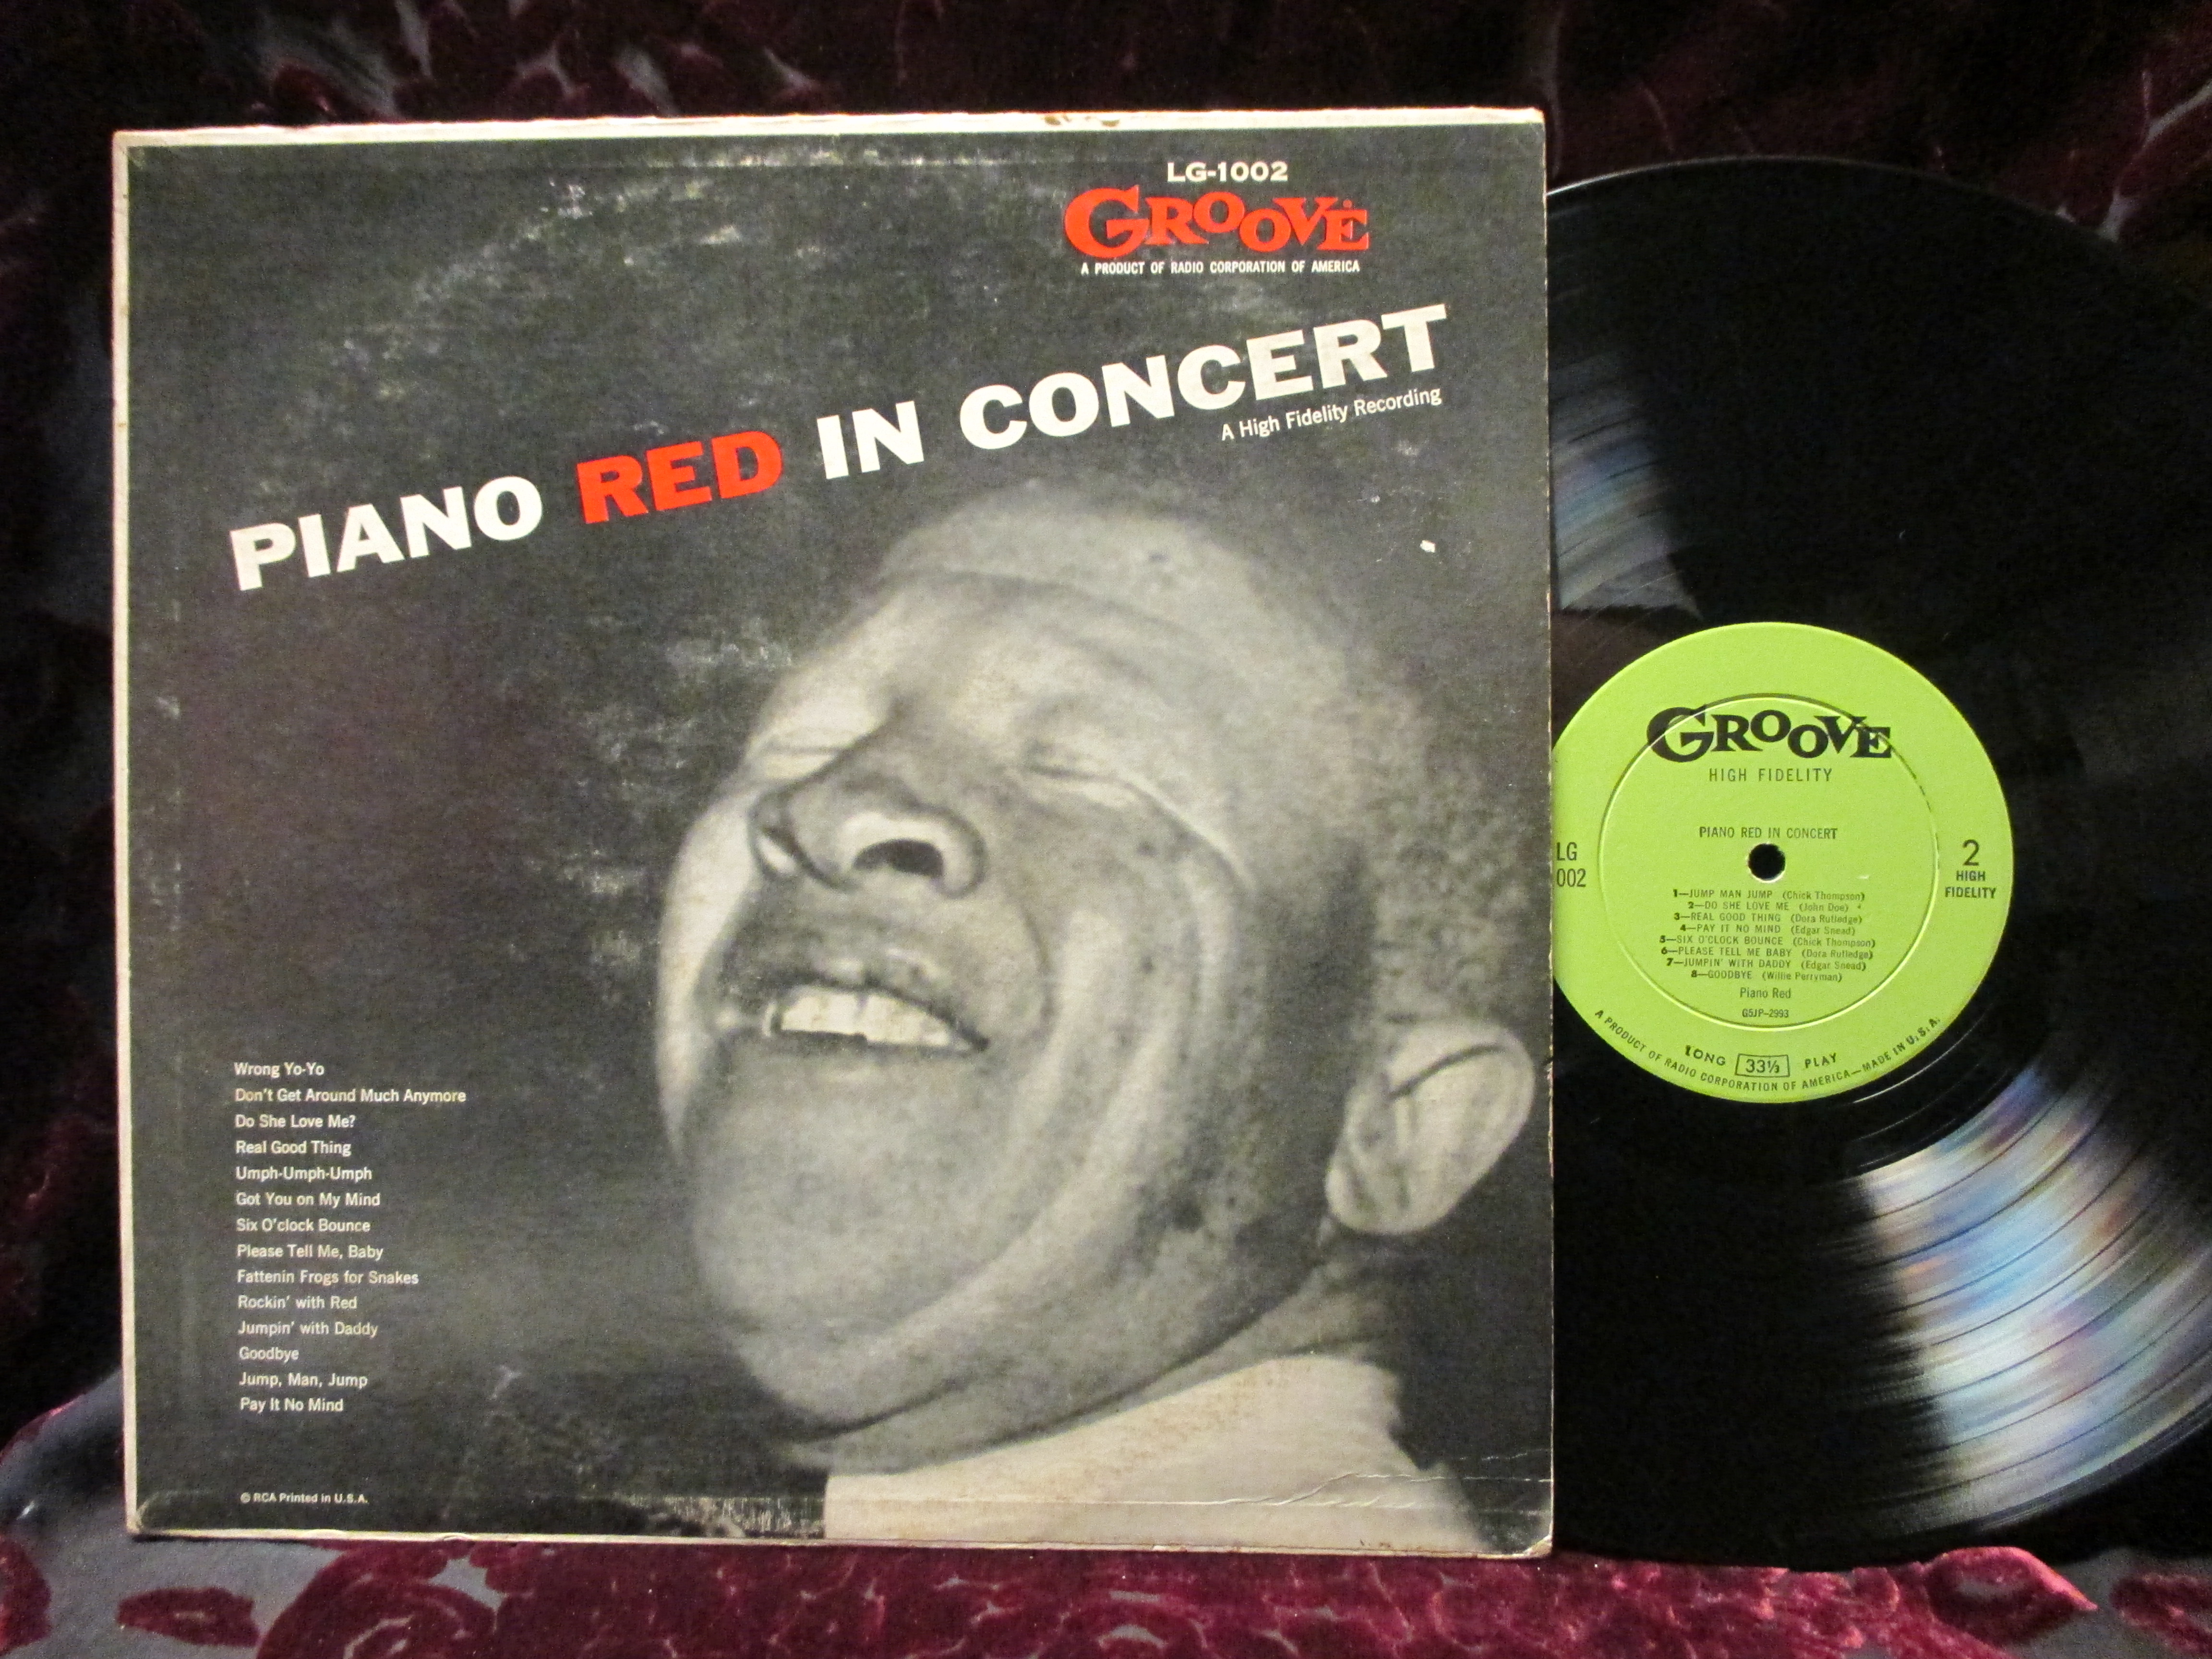 LG-1002
GROOVE
A PRODUCT OF RADIO CORPORATION OF AMERICA
PIANO RED IN CONCERT
A High Fidelity Recording
Wrong Yo-Yo
Don't Get Around Much Anymore
Do She Love Me?
Real Good Thing
Umph-Umph-Umph
Got You on My Mind
Six O'clock Bounce
Please Tell Me, Baby
Fattenin Frogs for Snakes
Rockin' with Red
Jumpin' with Daddy
Goodbye
Jump, Man, Jump
Pay It No Mind
© RCA Printed in U.S.A.
GROOVE
HIGH FIDELITY
PIANO RED IN CONCERT
LG
002
2
HIGH
FIDELITY
1—JUMP MAN JUMP (Chick Thompson)
2—DO SHE LOVE ME (John Doe)
3—REAL GOOD THING (Dora Rutledge)
4—PAY IT NO MIND (Edgar Snead)
5—SIX O'CLOCK BOUNCE (Chick Thompson)
6—PLEASE TELL ME BABY (Dora Rutledge)
7—JUMPIN' WITH DADDY (Edgar Snead)
8—GOODBYE (Willie Perryman)
Piano Red
G5JP-2993
LONG 33⅓ PLAY
A PRODUCT OF RADIO CORPORATION OF AMERICA—MADE IN U.S.A.